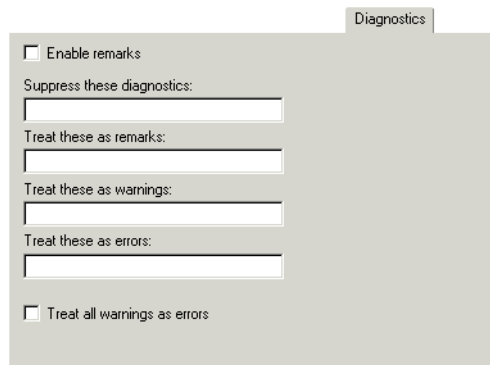 Diagnostics
Enable remarks
Suppress these diagnostics:
Treat these as remarks:
Treat these as warnings:
Treat these as errors:
Treat all warnings as errors